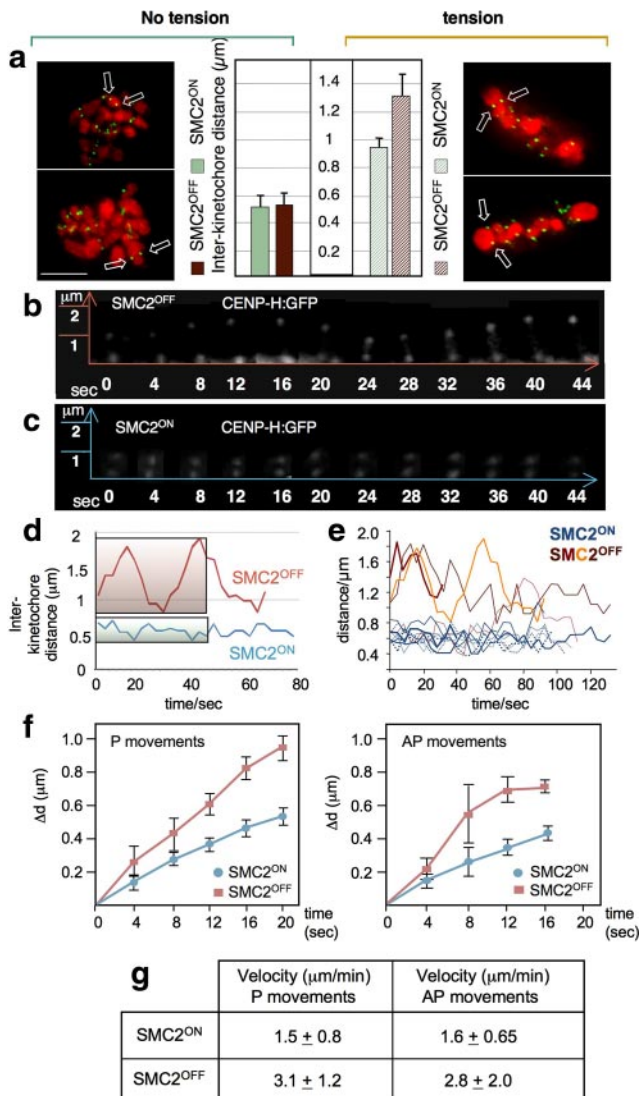 No tension
tension
a
SMC2ON
SMC2OFF
Inter-kinetochore distance (μm)
1.4
1.2
1
0.8
0.6
0.4
0.2
SMC2ON
SMC2OFF
b
μm
2
1
SMC2OFF CENP-H:GFP
sec 0 4 8 12 16 20 24 28 32 36 40 44
c
μm
2
1
SMC2ON CENP-H:GFP
sec 0 4 8 12 16 20 24 28 32 36 40 44
d
Inter-
kinetochore
distance (μm)
2
1.5
1
0.5
0
SMC2OFF
SMC2ON
0 20 40 60 80
time/sec
e
distance/μm
2.0
1.6
1.2
0.8
0.4
SMC2ON
SMC2OFF
0 20 40 60 80 100 120
time/sec
f
P movements
Δd (μm)
1.0
0.8
0.6
0.4
0.2
SMC2ON
SMC2OFF
0 4 8 12 16 20
time
(sec)
AP movements
Δd (μm)
1.0
0.8
0.6
0.4
0.2
SMC2ON
SMC2OFF
0 4 8 12 16 20
time
(sec)
g
Velocity (μm/min)
P movements
Velocity (μm/min)
AP movements
SMC2ON 1.5 ± 0.8 1.6 ± 0.65
SMC2OFF 3.1 ± 1.2 2.8 ± 2.0